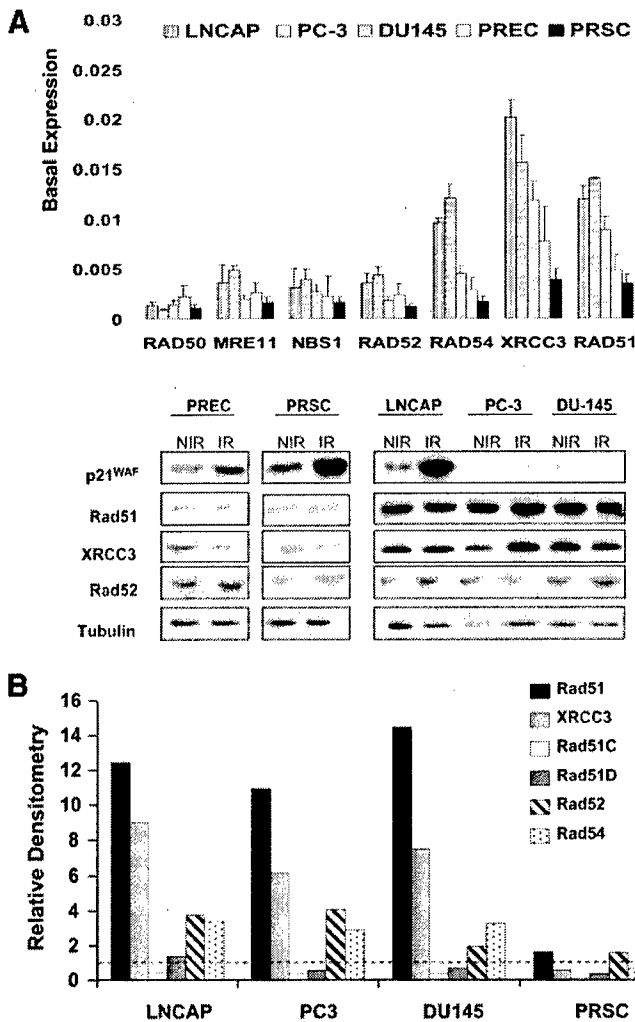 A
LNCAP PC-3 DU145 PREC PRSC
Basal Expression
0.03
0.025
0.02
0.015
0.01
0.005
0
RAD50 MRE11 NBS1 RAD52 RAD54 XRCC3 RAD51
PREC PRSC LNCAP PC-3 DU-145
NIR IR NIR IR NIR IR NIR IR NIR IR
p21WAF
Rad51
XRCC3
Rad52
Tubulin
B
Relative Densitometry
16
14
12
10
8
6
4
2
0
Rad51
XRCC3
Rad51C
Rad51D
Rad52
Rad54
LNCAP PC3 DU145 PRSC